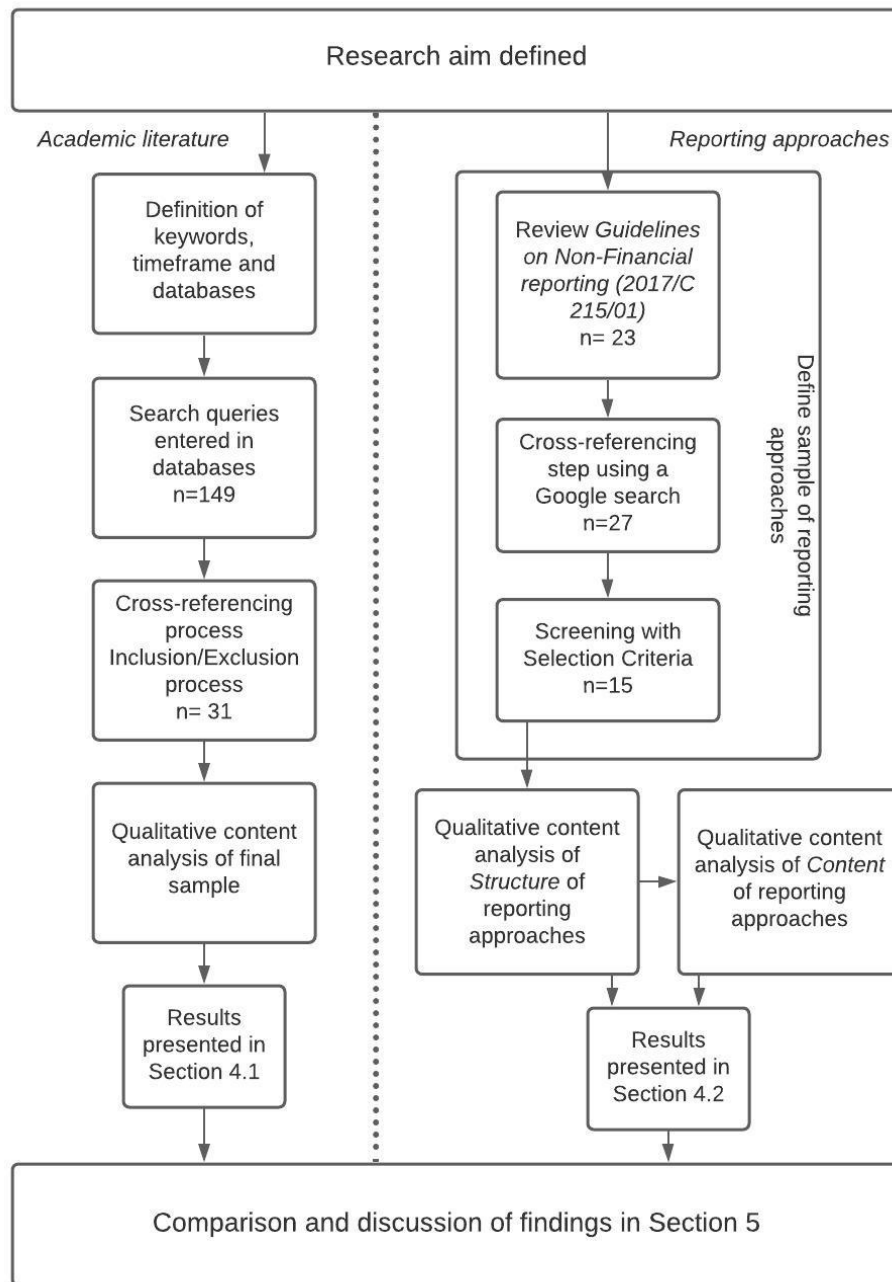 Research aim defined
Academic literature
Definition of
keywords,
timeframe and
databases
Search queries
entered in
databases
n=149
Cross-referencing
process
Inclusion/Exclusion
process
n= 31
Qualitative content
analysis of final
sample
Results
presented in
Section 4.1
Reporting approaches
Review Guidelines
on Non-Financial
reporting (2017/C
215/01)
n= 23
Cross-referencing
step using a
Google search
n=27
Screening with
Selection Criteria
n=15
Define sample of reporting
approaches
Qualitative content
analysis of
Structure of
reporting
approaches
Qualitative content
analysis of Content
of reporting
approaches
Results
presented in
Section 4.2
Comparison and discussion of findings in Section 5